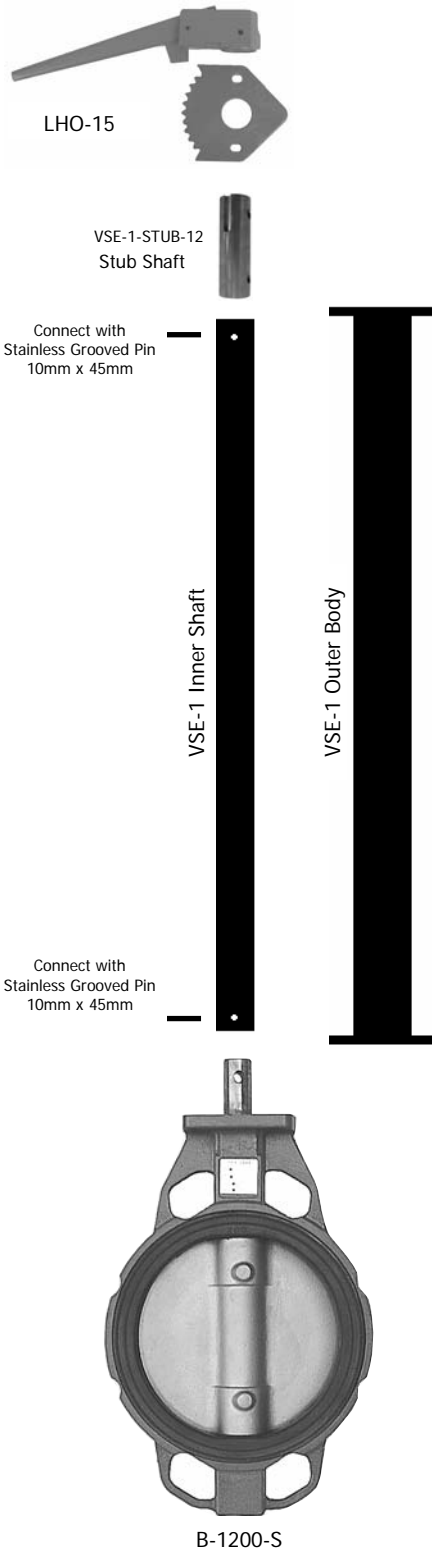 LHO-15
VSE-1-STUB-12
Stub Shaft
Connect with
Stainless Grooved Pin
10mm x 45mm
VSE-1 Inner Shaft
VSE-1 Outer Body
Connect with
Stainless Grooved Pin
10mm x 45mm
B-1200-S